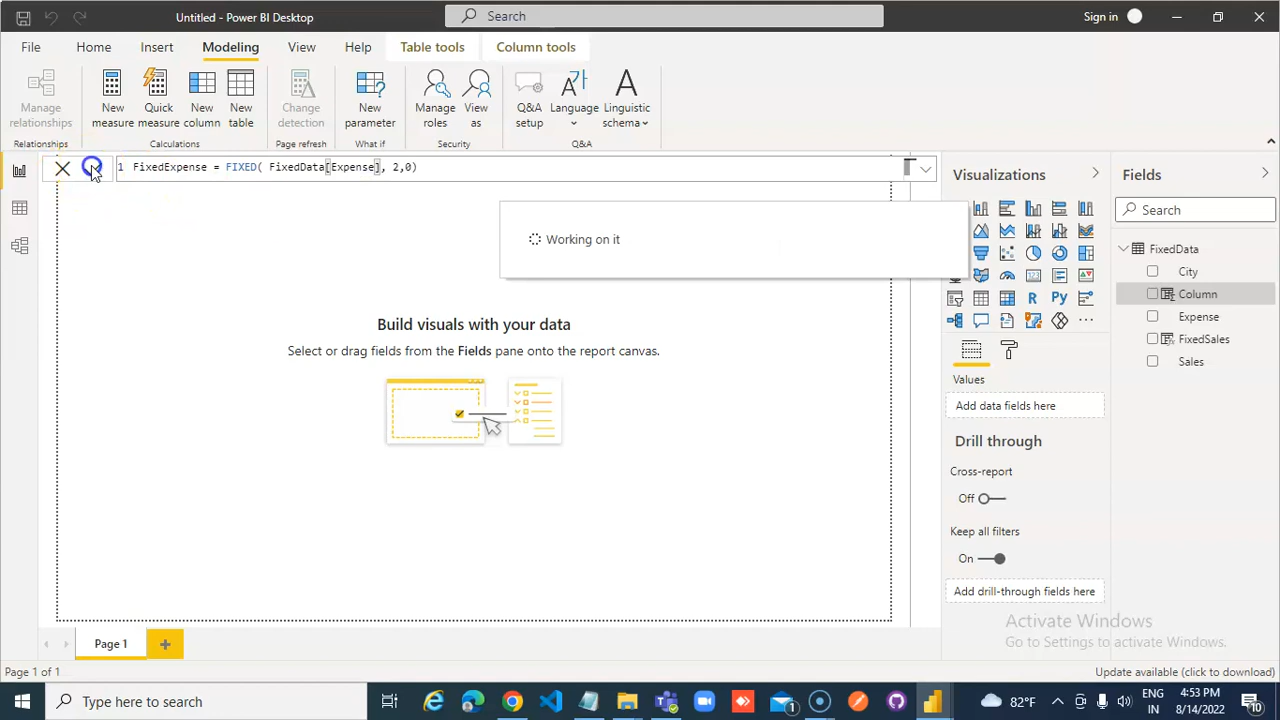 Untitled - Power BI Desktop
Search
Sign in
File
Home
Insert
Modeling
View
Help
Table tools
Column tools
Manage relationships
New measure
Quick measure
New column
New table
Change detection
New parameter
Manage roles
View as
Q&A setup
Language
Linguistic schema
Relationships
Calculations
Page refresh
What if
Security
Q&A
1 FixedExpense = FIXED( FixedData[Expense], 2,0)
Working on it
Build visuals with your data
Select or drag fields from the Fields pane onto the report canvas.
Visualizations
R
Py
Values
Add data fields here
Drill through
Cross-report
Off
Keep all filters
On
Add drill-through fields here
Fields
Search
FixedData
City
Column
Expense
FixedSales
Sales
Activate Windows
Go to Settings to activate Windows.
Page 1
Page 1 of 1
Update available (click to download)
Type here to search
1
82°F
ENG
IN
4:53 PM
8/14/2022
10